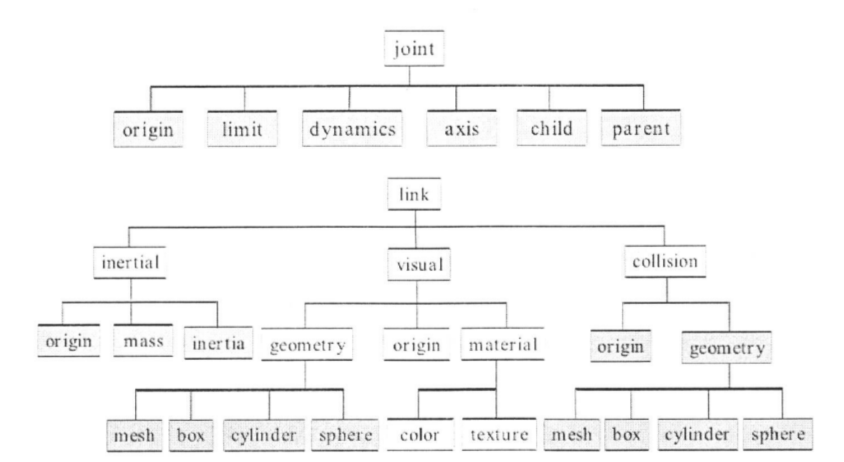 joint
origin limit dynamics axis child parent
link
inertial visual collision
origin mass inertia geometry origin material origin geometry
mesh box cylinder sphere color texture mesh box cylinder sphere